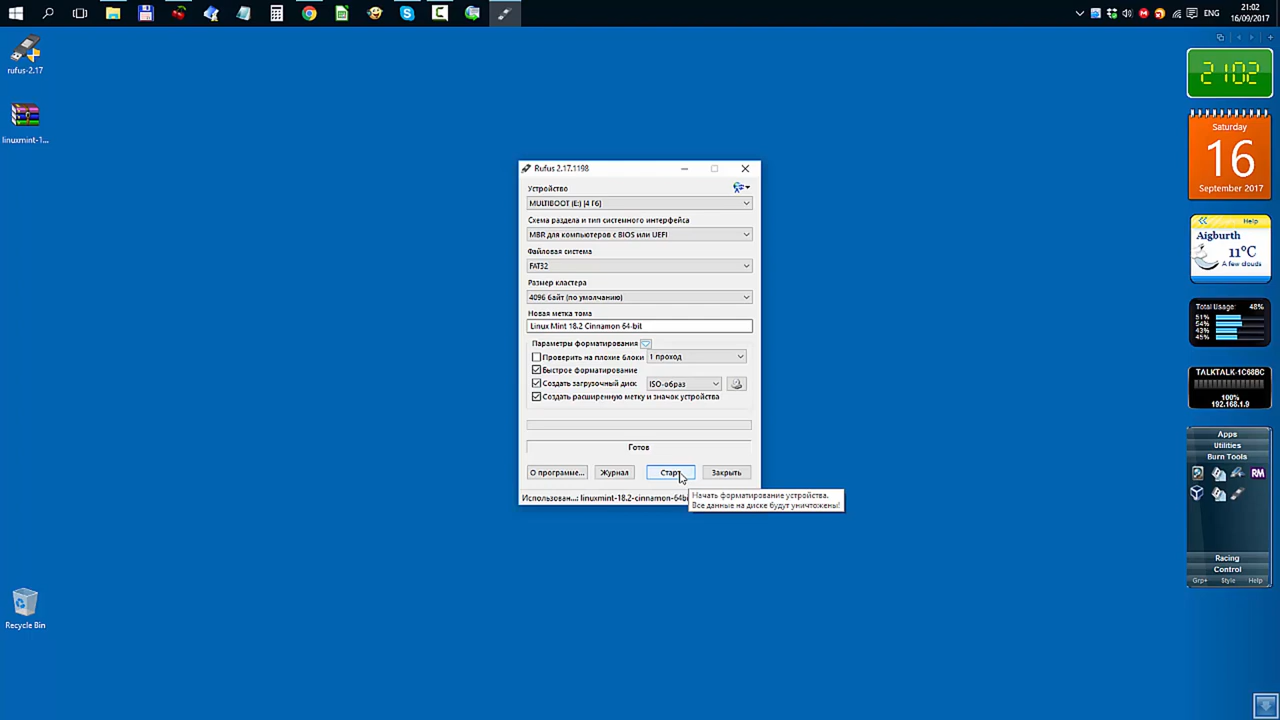 21:02
ENG
16/09/2017
rufus-2.17
linuxmint-1...
Recycle Bin
Rufus 2.17.1198
Устройство
MULTIBOOT (E:) [4 Гб]
Схема раздела и тип системного интерфейса
MBR для компьютеров с BIOS или UEFI
Файловая система
FAT32
Размер кластера
4096 байт (по умолчанию)
Новая метка тома
Linux Mint 18.2 Cinnamon 64-bit
Параметры форматирования
Проверить на плохие блоки
1 проход
Быстрое форматирование
Создать загрузочный диск
ISO-образ
Создать расширенную метку и значок устройства
Готов
О программе...
Журнал
Старт
Закрыть
Использован...: linuxmint-18.2-cinnamon-64bi
Начать форматирование устройства.
Все данные на диске будут уничтожены!
2102
Saturday
16
September 2017
Help
Aigburth
11°C
A few clouds
Total Usage: 48%
51%
54%
43%
45%
TALKTALK-1C68BC
100%
192.168.1.9
Apps
Utilities
Burn Tools
RM
Racing
Control
Grp+ Style Help